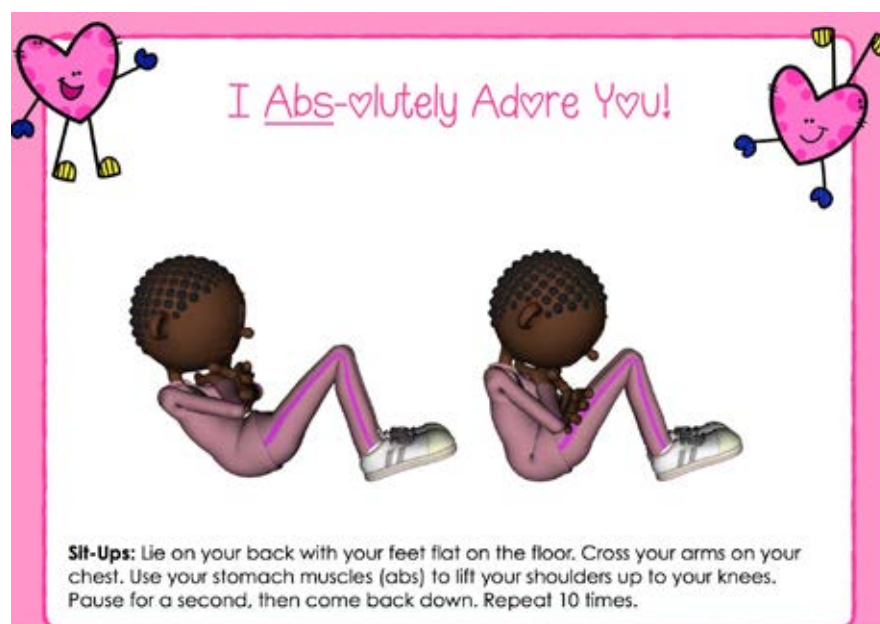 I Abs-olutely Adore You!
Sit-Ups: Lie on your back with your feet flat on the floor. Cross your arms on your
chest. Use your stomach muscles (abs) to lift your shoulders up to your knees.
Pause for a second, then come back down. Repeat 10 times.